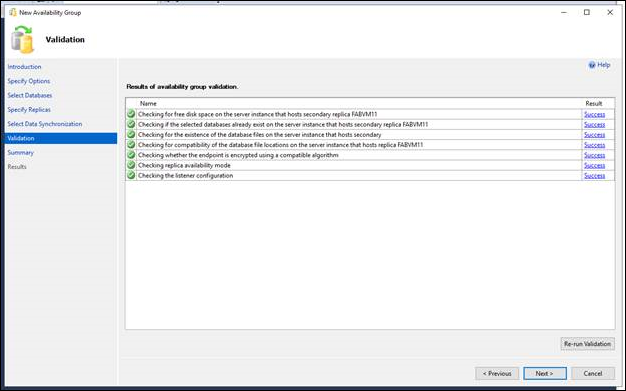 New Availability Group
Validation
Help
Introduction
Specify Options
Select Databases
Specify Replicas
Select Data Synchronization
Validation
Summary
Results
Results of availability group validation.
Name Result
Checking for free disk space on the server instance that hosts secondary replica FABVM11 Success
Checking if the selected databases already exist on the server instance that hosts secondary replica FABVM11 Success
Checking for the existence of the database files on the server instance that hosts secondary Success
Checking for compatibility of the database file locations on the server instance that hosts replica FABVM11 Success
Checking whether the endpoint is encrypted using a compatible algorithm Success
Checking replica availability mode Success
Checking the listener configuration Success
Re-run Validation
< Previous Next > Cancel